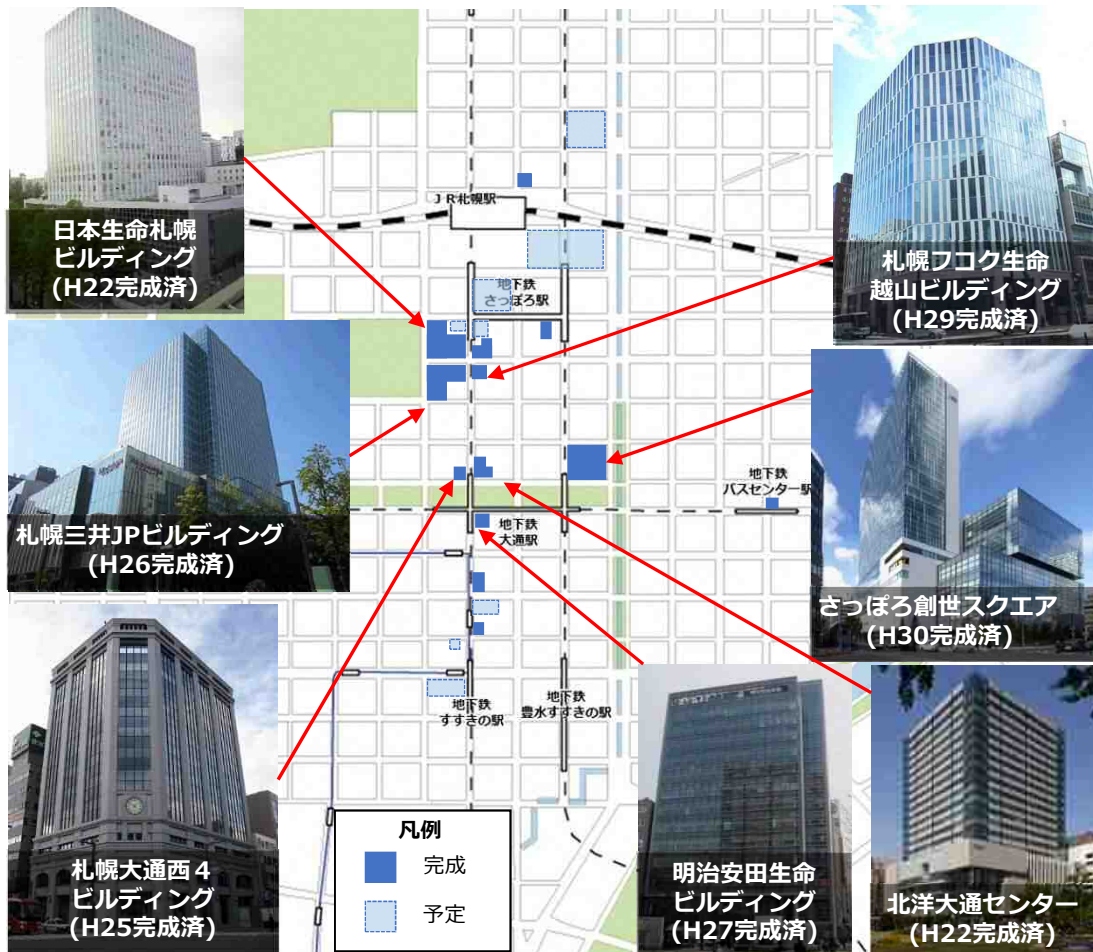 日本生命札幌
ビルディング
(H22完成済)
JR札幌駅
札幌フコク生命
越山ビルディング
(H29完成済)
地下鉄
さっぽろ駅
札幌三井JPビルディング
(H26完成済)
地下鉄
バスセンター駅
地下鉄
大通駅
さっぽろ創世スクエア
(H30完成済)
地下鉄
すすきの駅
地下鉄
豊水すすきの駅
札幌大通西4
ビルディング
(H25完成済)
凡例
完成
予定
明治安田生命
ビルディング
(H27完成済)
北洋大通センター
(H22完成済)